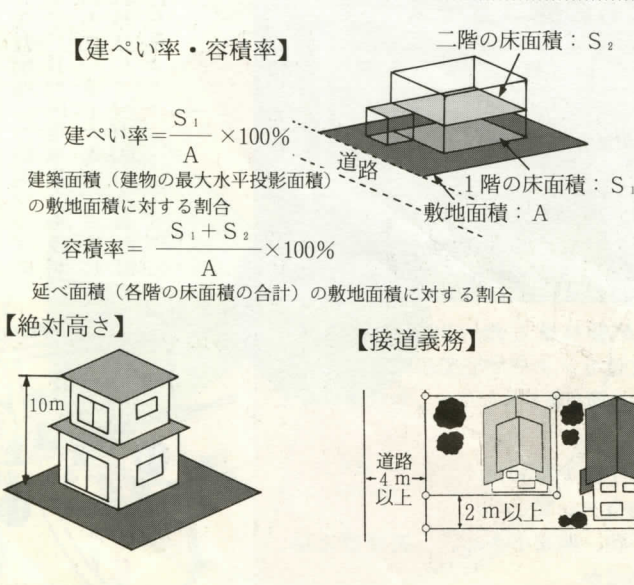 【建ぺい率・容積率】
二階の床面積：S₂
建ぺい率＝S₁/A×100%
道路
建築面積（建物の最大水平投影面積）
の敷地面積に対する割合
1階の床面積：S₁
敷地面積：A
容積率＝S₁＋S₂/A×100%
延べ面積（各階の床面積の合計）の敷地面積に対する割合
【絶対高さ】
10m
【接道義務】
道路
4m
以上
2m以上